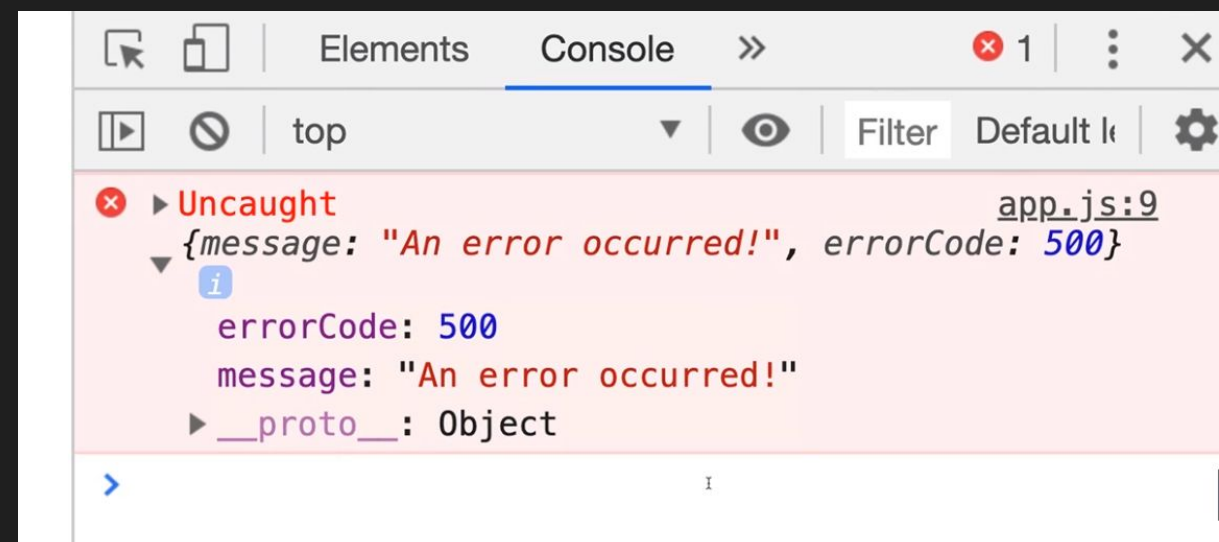 Elements Console » 1
top Filter Default le
Uncaught app.js:9
{message: "An error occurred!", errorCode: 500}
i
errorCode: 500
message: "An error occurred!"
__proto__: Object
>